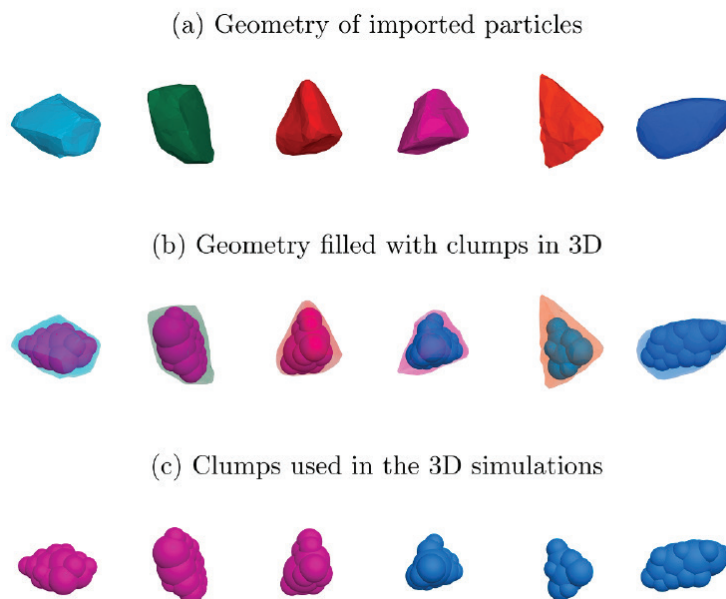 (a) Geometry of imported particles
(b) Geometry filled with clumps in 3D
(c) Clumps used in the 3D simulations